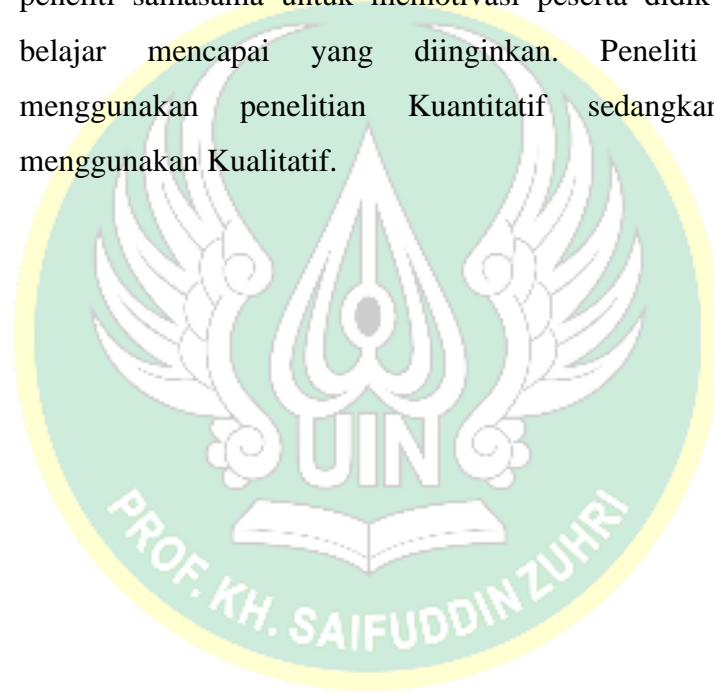 peneliti samasama untuk memotivasi peserta didik
belajar mencapai yang diinginkan. Peneliti
menggunakan penelitian Kuantitatif sedangkan
menggunakan Kualitatif.
UIN
PROF. KH. SAIFUDDIN ZUHRI